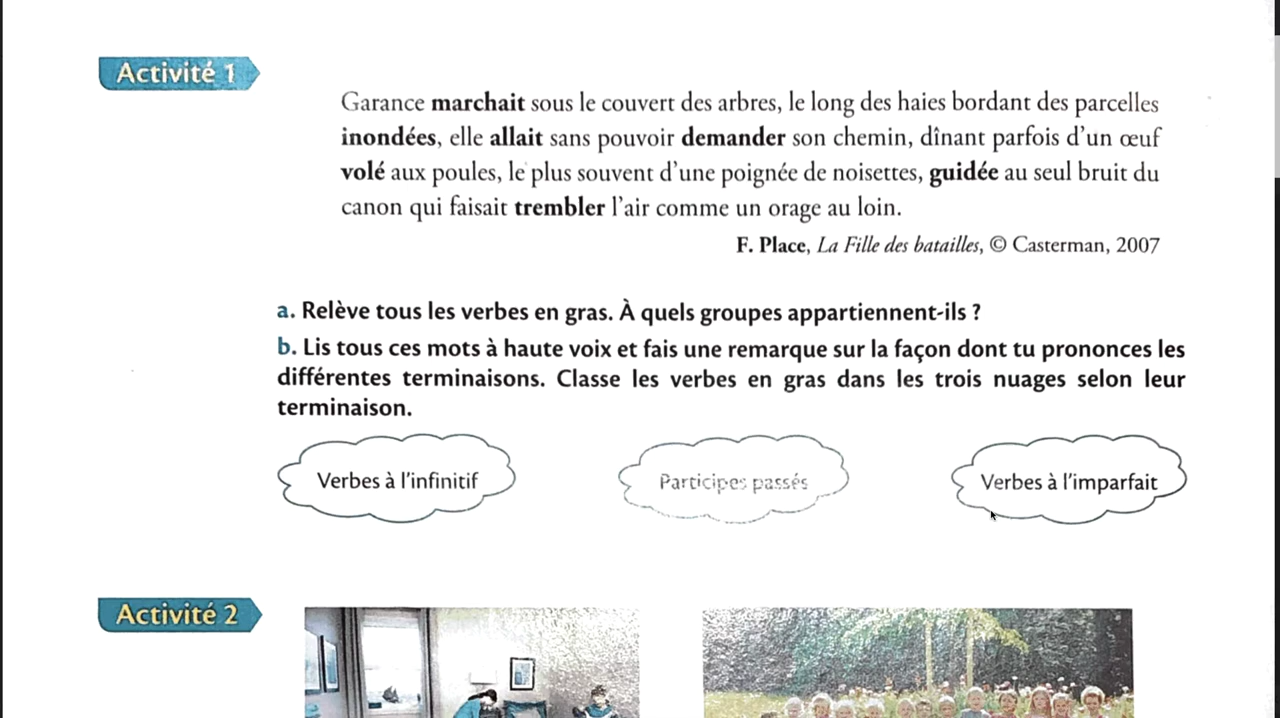 Activité 1
Garance marchait sous le couvert des arbres, le long des haies bordant des parcelles
inondées, elle allait sans pouvoir demander son chemin, dînant parfois d'un œuf
volé aux poules, le plus souvent d'une poignée de noisettes, guidée au seul bruit du
canon qui faisait trembler l'air comme un orage au loin.
F. Place, La Fille des batailles, © Casterman, 2007
a. Relève tous les verbes en gras. À quels groupes appartiennent-ils ?
b. Lis tous ces mots à haute voix et fais une remarque sur la façon dont tu prononces les
différentes terminaisons. Classe les verbes en gras dans les trois nuages selon leur
terminaison.
Verbes à l'infinitif
Participes passés
Verbes à l'imparfait
Activité 2